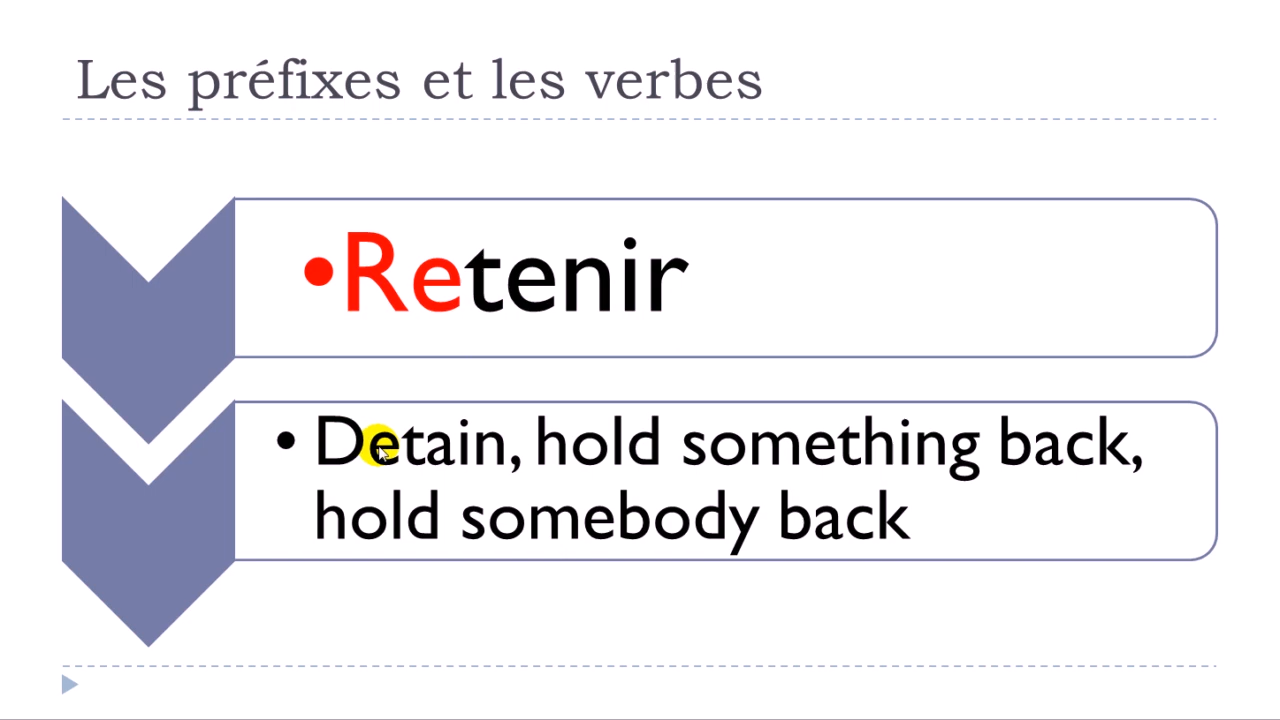 Les préfixes et les verbes
•Retenir
• Detain, hold something back,
hold somebody back